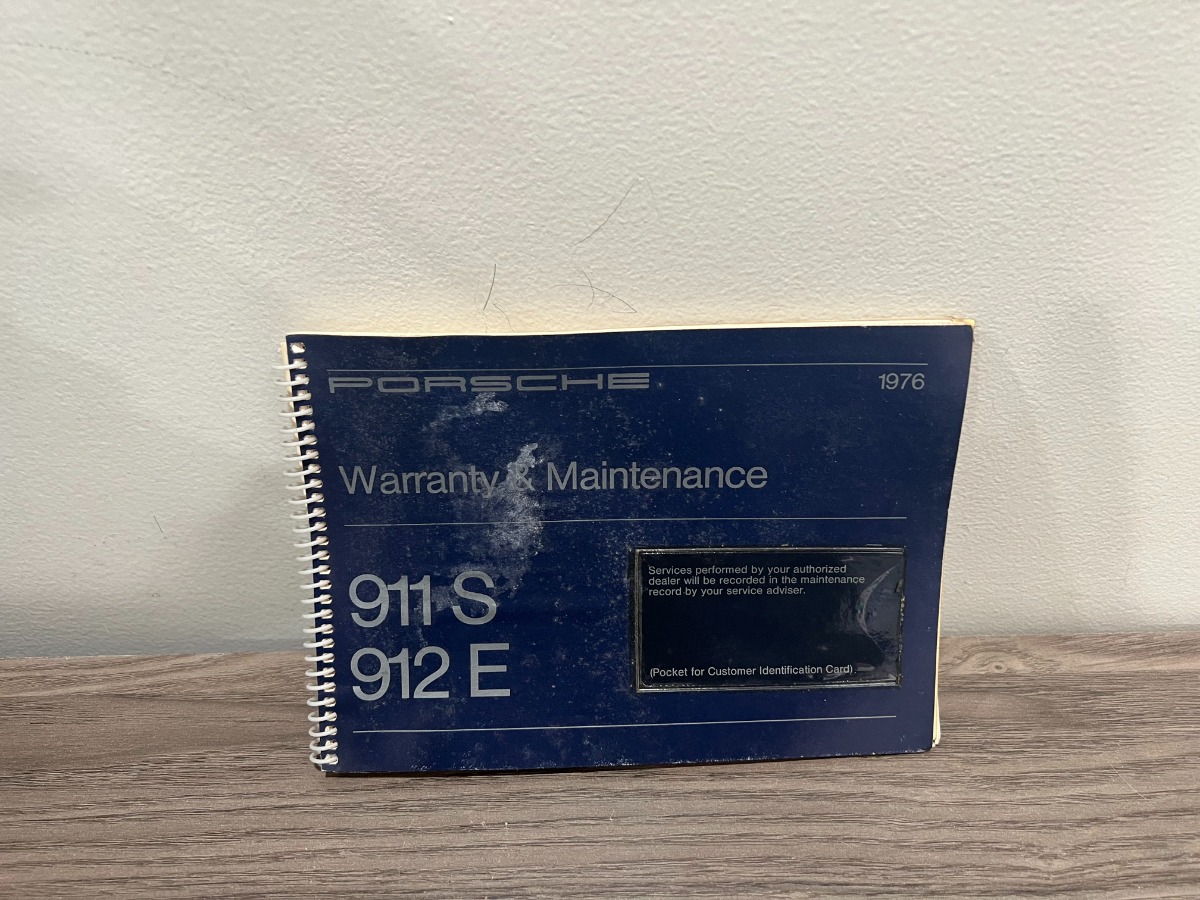 PORSCHE 1976
Warranty & Maintenance
911 S
912 E
Services performed by your authorized
dealer will be recorded in the maintenance
record by your service adviser.
(Pocket for Customer Identification Card).